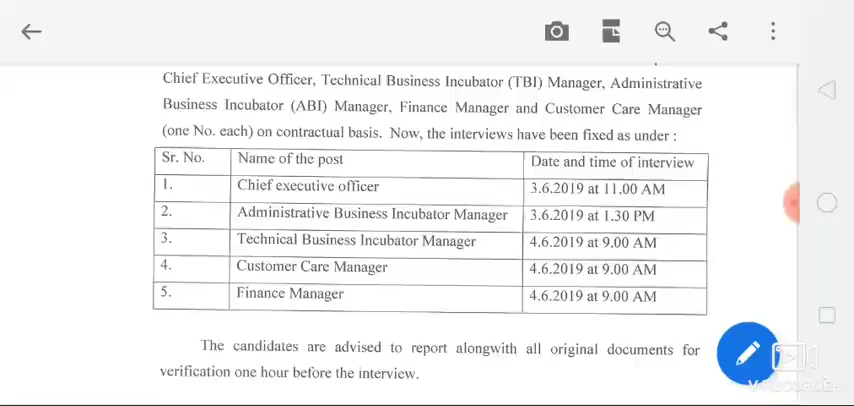 Chief Executive Officer, Technical Business Incubator (TBI) Manager, Administrative
Business Incubator (ABI) Manager, Finance Manager and Customer Care Manager
(one No. each) on contractual basis. Now, the interviews have been fixed as under :
Sr. No. Name of the post Date and time of interview
1. Chief executive officer 3.6.2019 at 11.00 AM
2. Administrative Business Incubator Manager 3.6.2019 at 1.30 PM
3. Technical Business Incubator Manager 4.6.2019 at 9.00 AM
4. Customer Care Manager 4.6.2019 at 9.00 AM
5. Finance Manager 4.6.2019 at 9.00 AM
The candidates are advised to report alongwith all original documents for
verification one hour before the interview.
V RECORDER